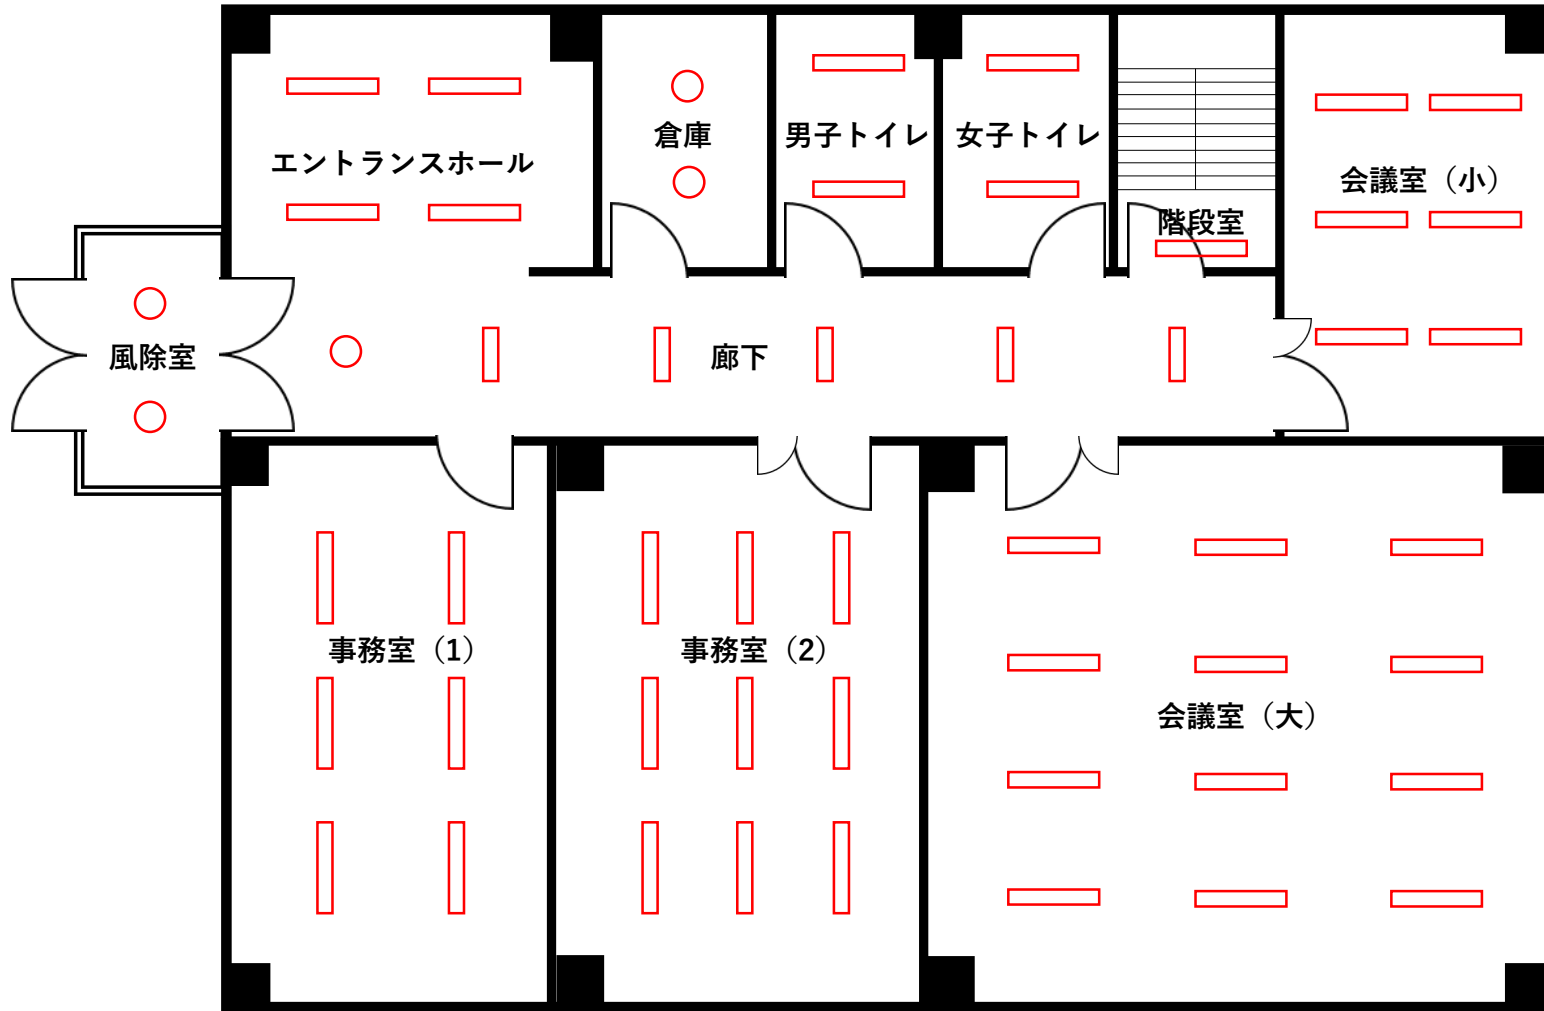 倉庫
男子トイレ
女子トイレ
エントランスホール
会議室（小）
階段室
風除室
廊下
事務室（1）
事務室（2）
会議室（大）